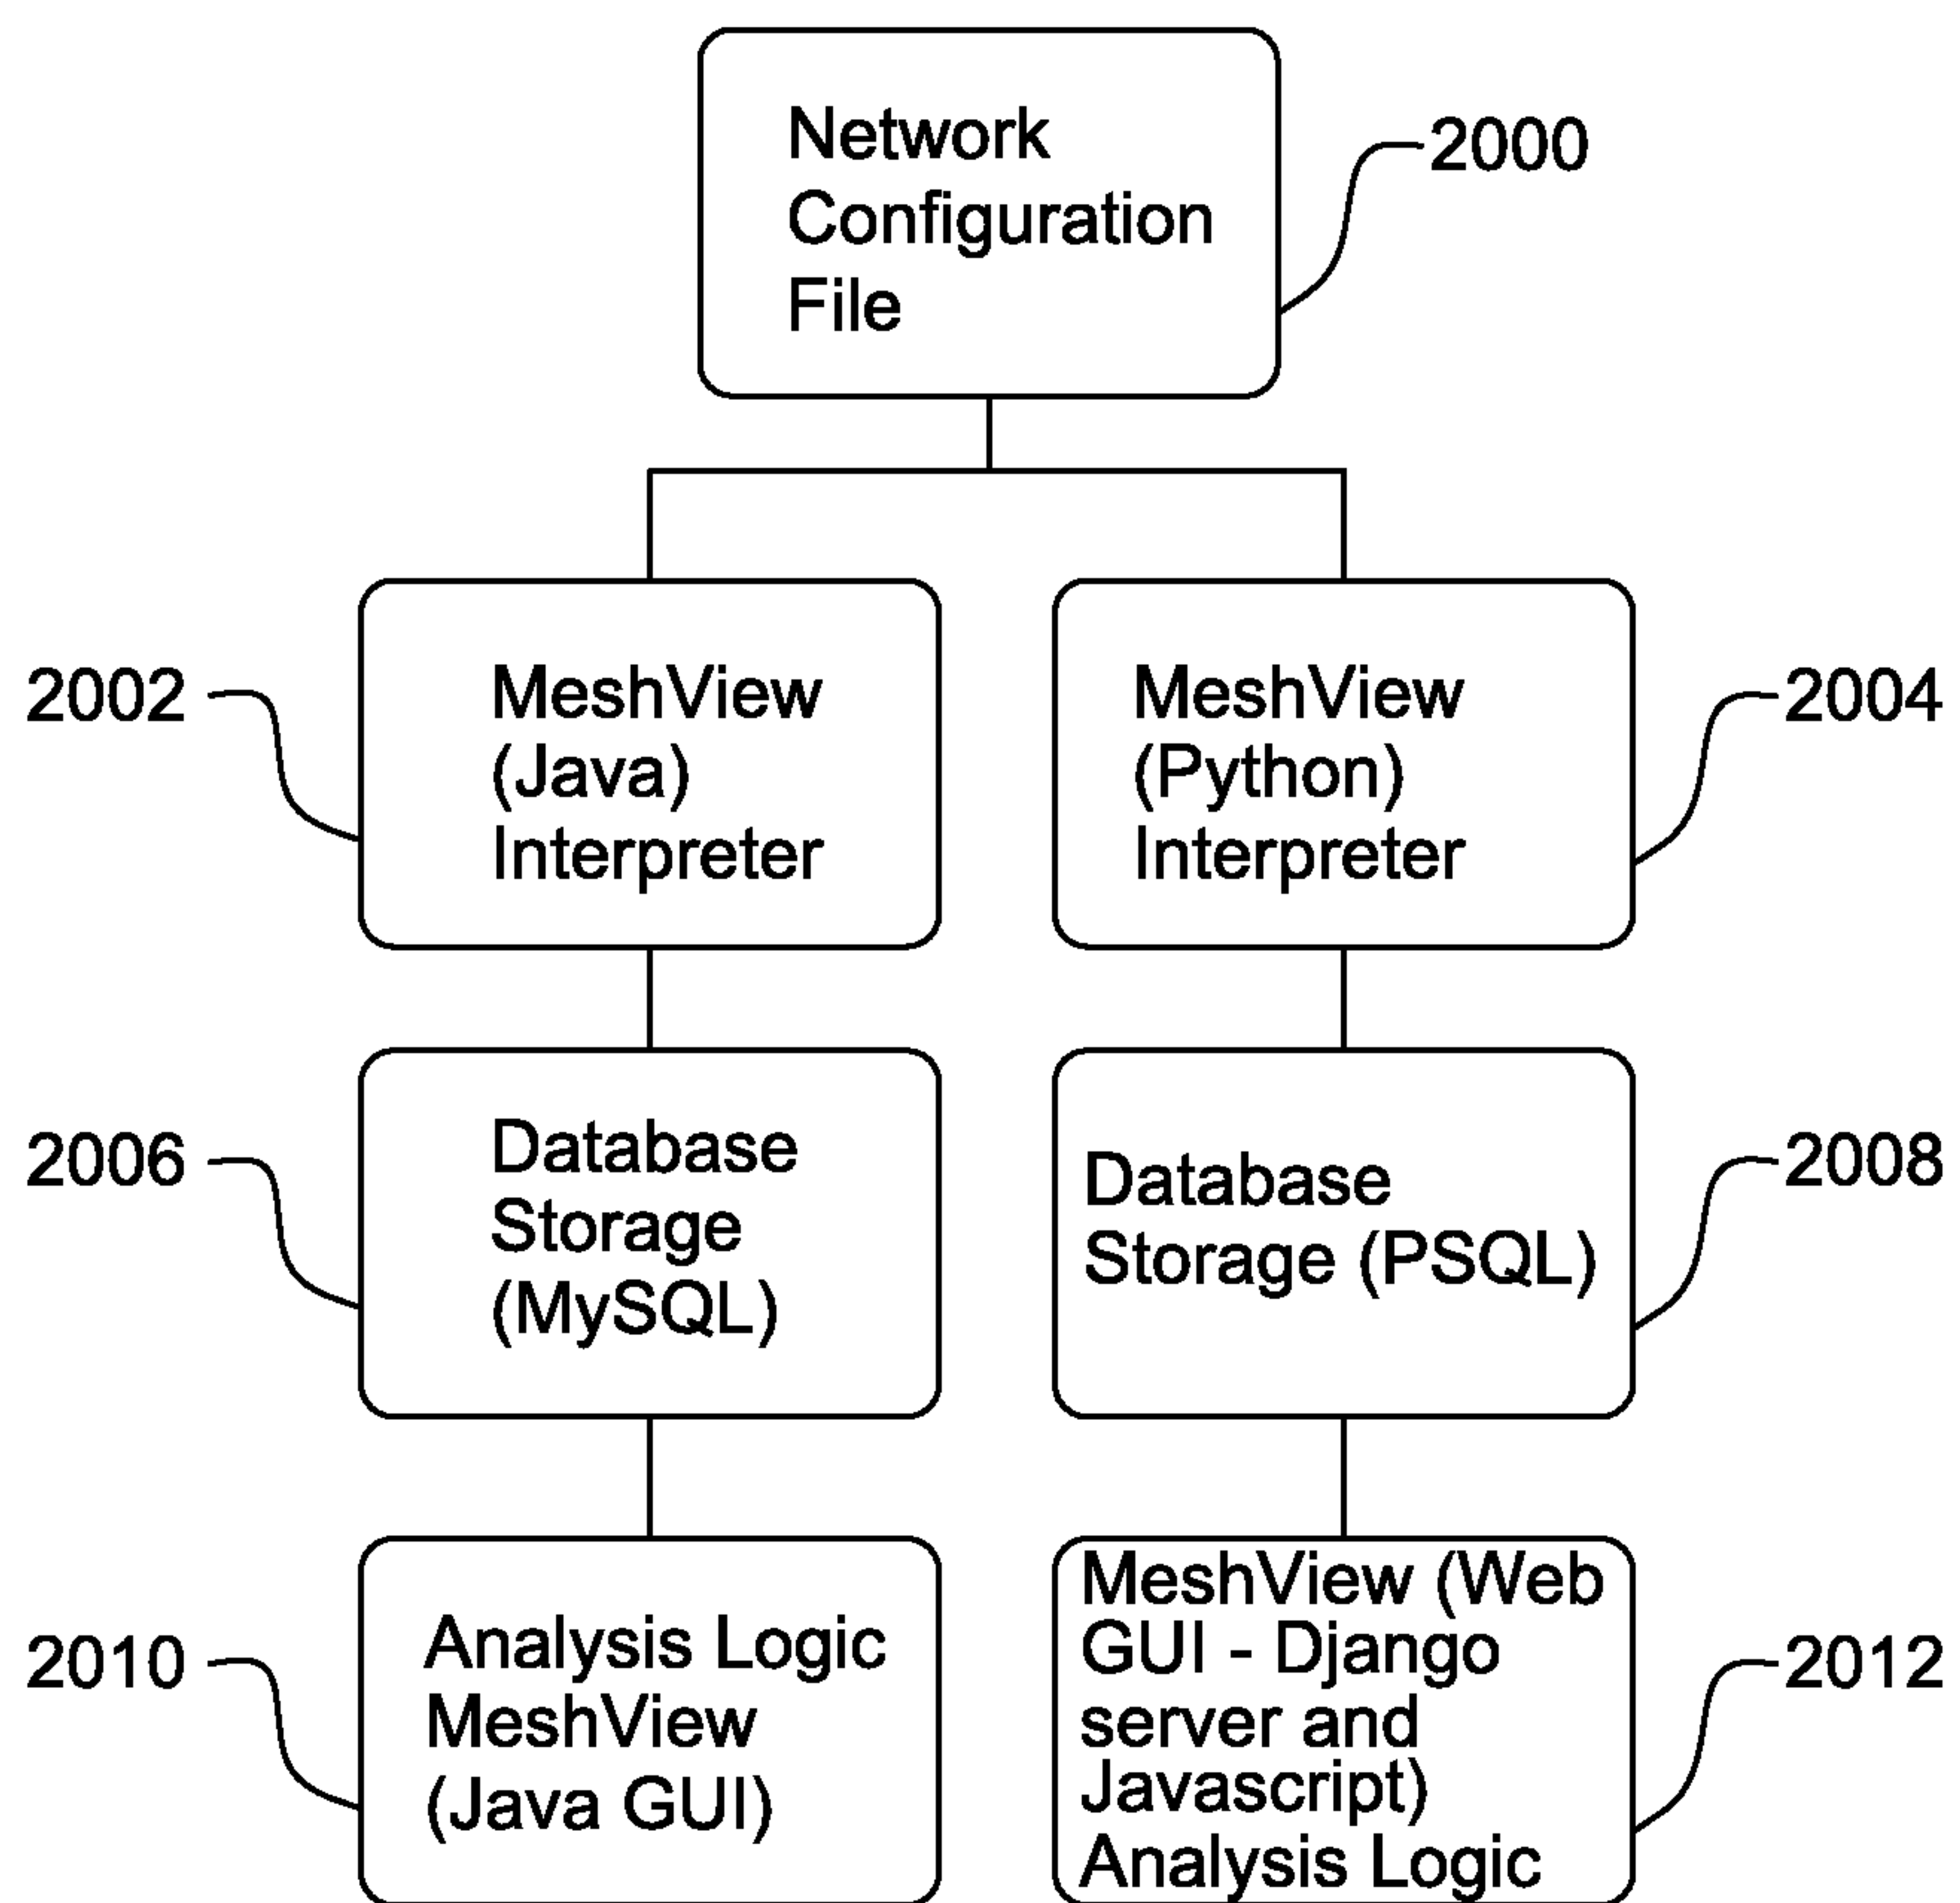 Network
Configuration
File
2000
2002
MeshView
(Java)
Interpreter
MeshView
(Python)
Interpreter
2004
2006
Database
Storage
(MySQL)
Database
Storage (PSQL)
2008
2010
Analysis Logic
MeshView
(Java GUI)
MeshView (Web
GUI - Django
server and
Javascript)
Analysis Logic
2012